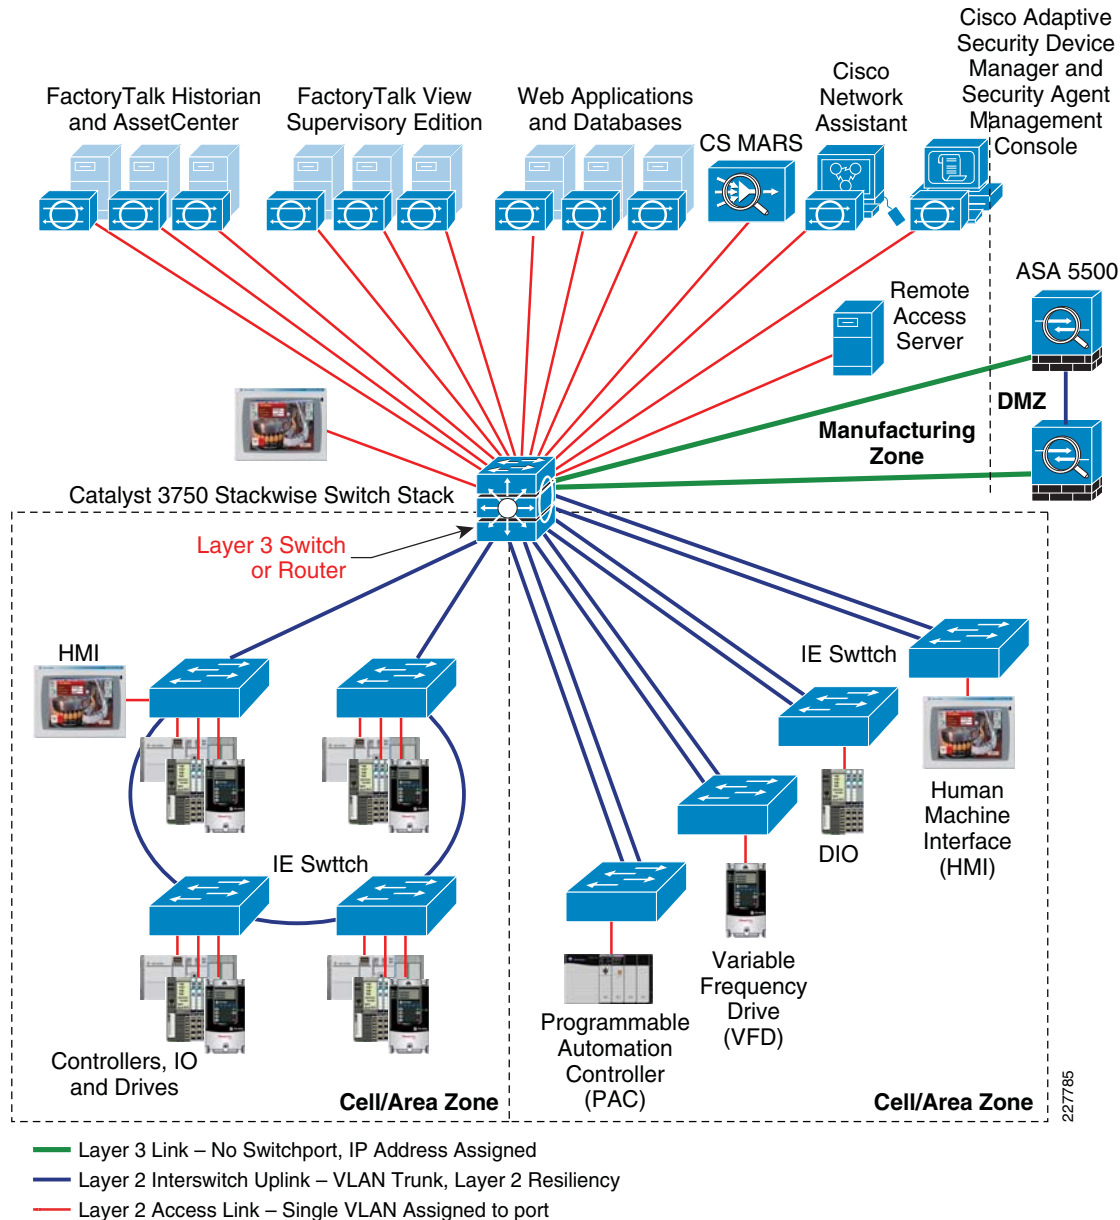 Cisco Adaptive
Security Device
Manager and
Security Agent
Management
Console
Cisco
Network
Assistant
FactoryTalk Historian
and AssetCenter
FactoryTalk View
Supervisory Edition
Web Applications
and Databases
CS MARS
ASA 5500
Remote
Access
Server
DMZ
Manufacturing
Zone
Catalyst 3750 Stackwise Switch Stack
Layer 3 Switch
or Router
HMI
IE Swttch
IE Swttch
Controllers, IO
and Drives
Cell/Area Zone
Human
Machine
Interface
(HMI)
DIO
Variable
Frequency
Drive
(VFD)
Programmable
Automation
Controller
(PAC)
Cell/Area Zone
227785
Layer 3 Link – No Switchport, IP Address Assigned
Layer 2 Interswitch Uplink – VLAN Trunk, Layer 2 Resiliency
Layer 2 Access Link – Single VLAN Assigned to port